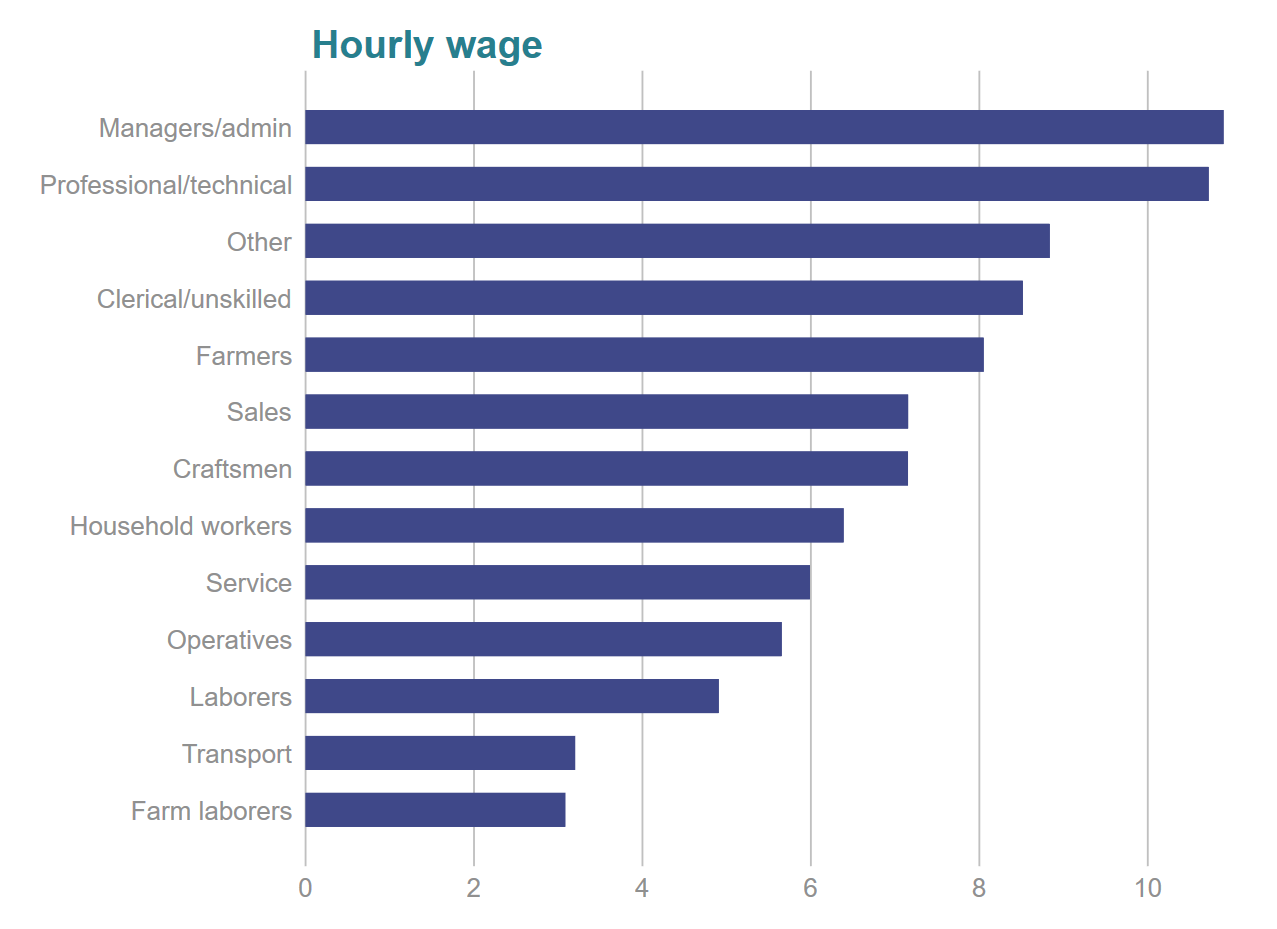 Hourly wage
Managers/admin
Professional/technical
Other
Clerical/unskilled
Farmers
Sales
Craftsmen
Household workers
Service
Operatives
Laborers
Transport
Farm laborers
0 2 4 6 8 10